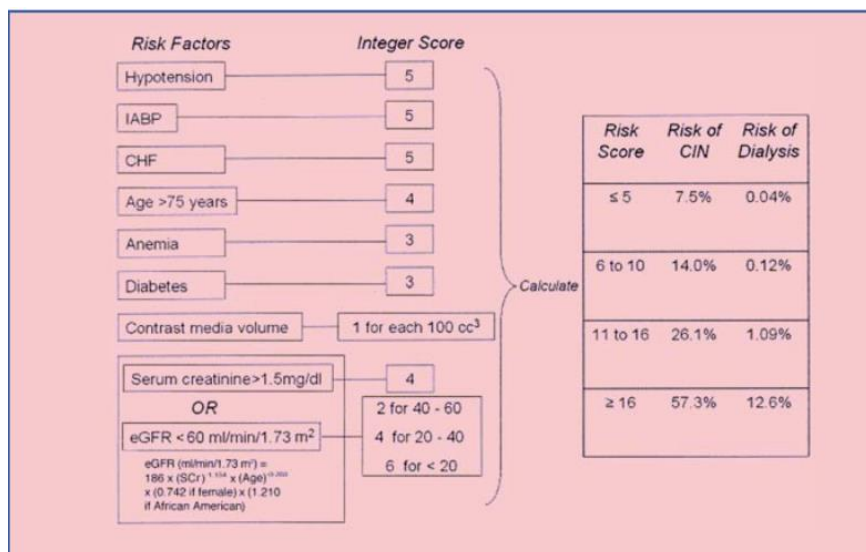 Risk Factors Integer Score
Hypotension 5
IABP 5
CHF 5
Age >75 years 4
Anemia 3
Diabetes 3
Contrast media volume 1 for each 100 cc³
Serum creatinine>1.5mg/dl 4
OR
eGFR <60 ml/min/1.73 m²
2 for 40 - 60
4 for 20 - 40
6 for < 20
eGFR (ml/min/1.73 m²) =
186 x (SCr) x (Age)
x (0.742 if female) x (1.210
if African American)
Calculate
Risk Score Risk of CIN Risk of Dialysis
≤ 5 7.5% 0.04%
6 to 10 14.0% 0.12%
11 to 16 26.1% 1.09%
≥ 16 57.3% 12.6%